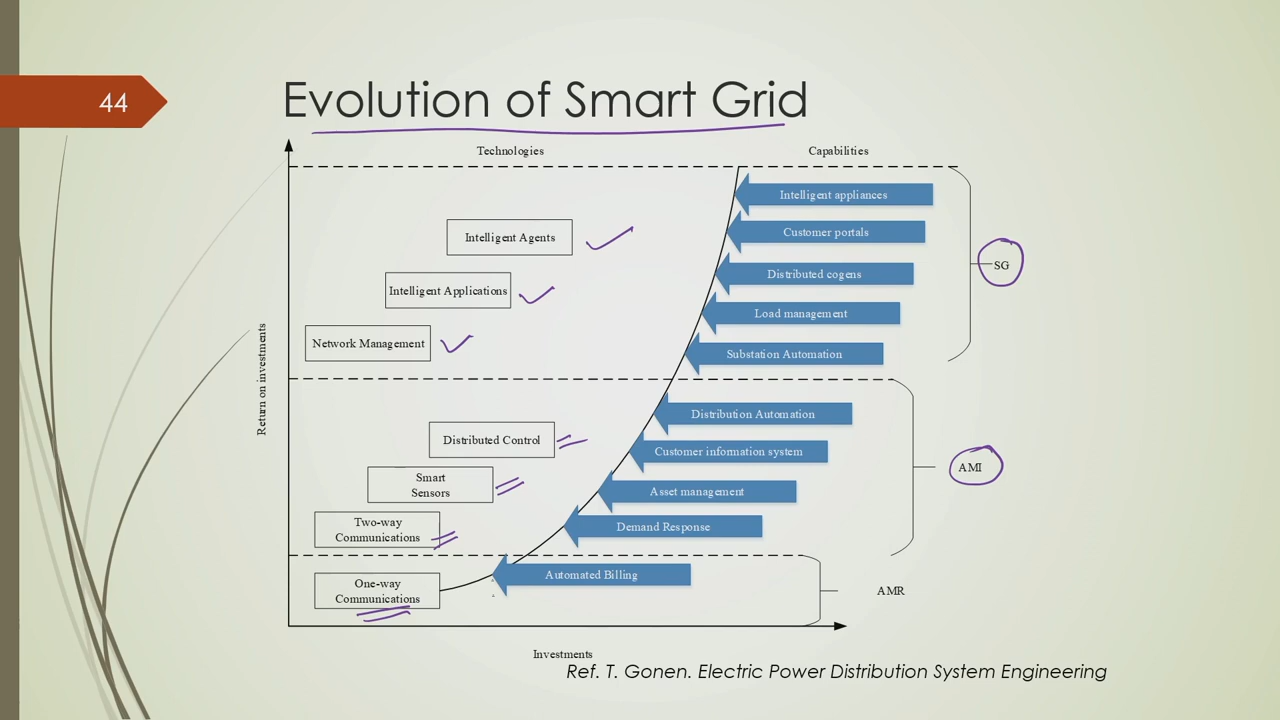 44
Evolution of Smart Grid
Technologies
Capabilities
Intelligent appliances
Customer portals
Intelligent Agents
SG
Distributed cogens
Intelligent Applications
Load management
Network Management
Substation Automation
Return on investments
Distribution Automation
Distributed Control
Customer information system
AMI
Smart
Sensors
Asset management
Two-way
Communications
Demand Response
Automated Billing
One-way
Communications
AMR
Investments
Ref. T. Gonen. Electric Power Distribution System Engineering